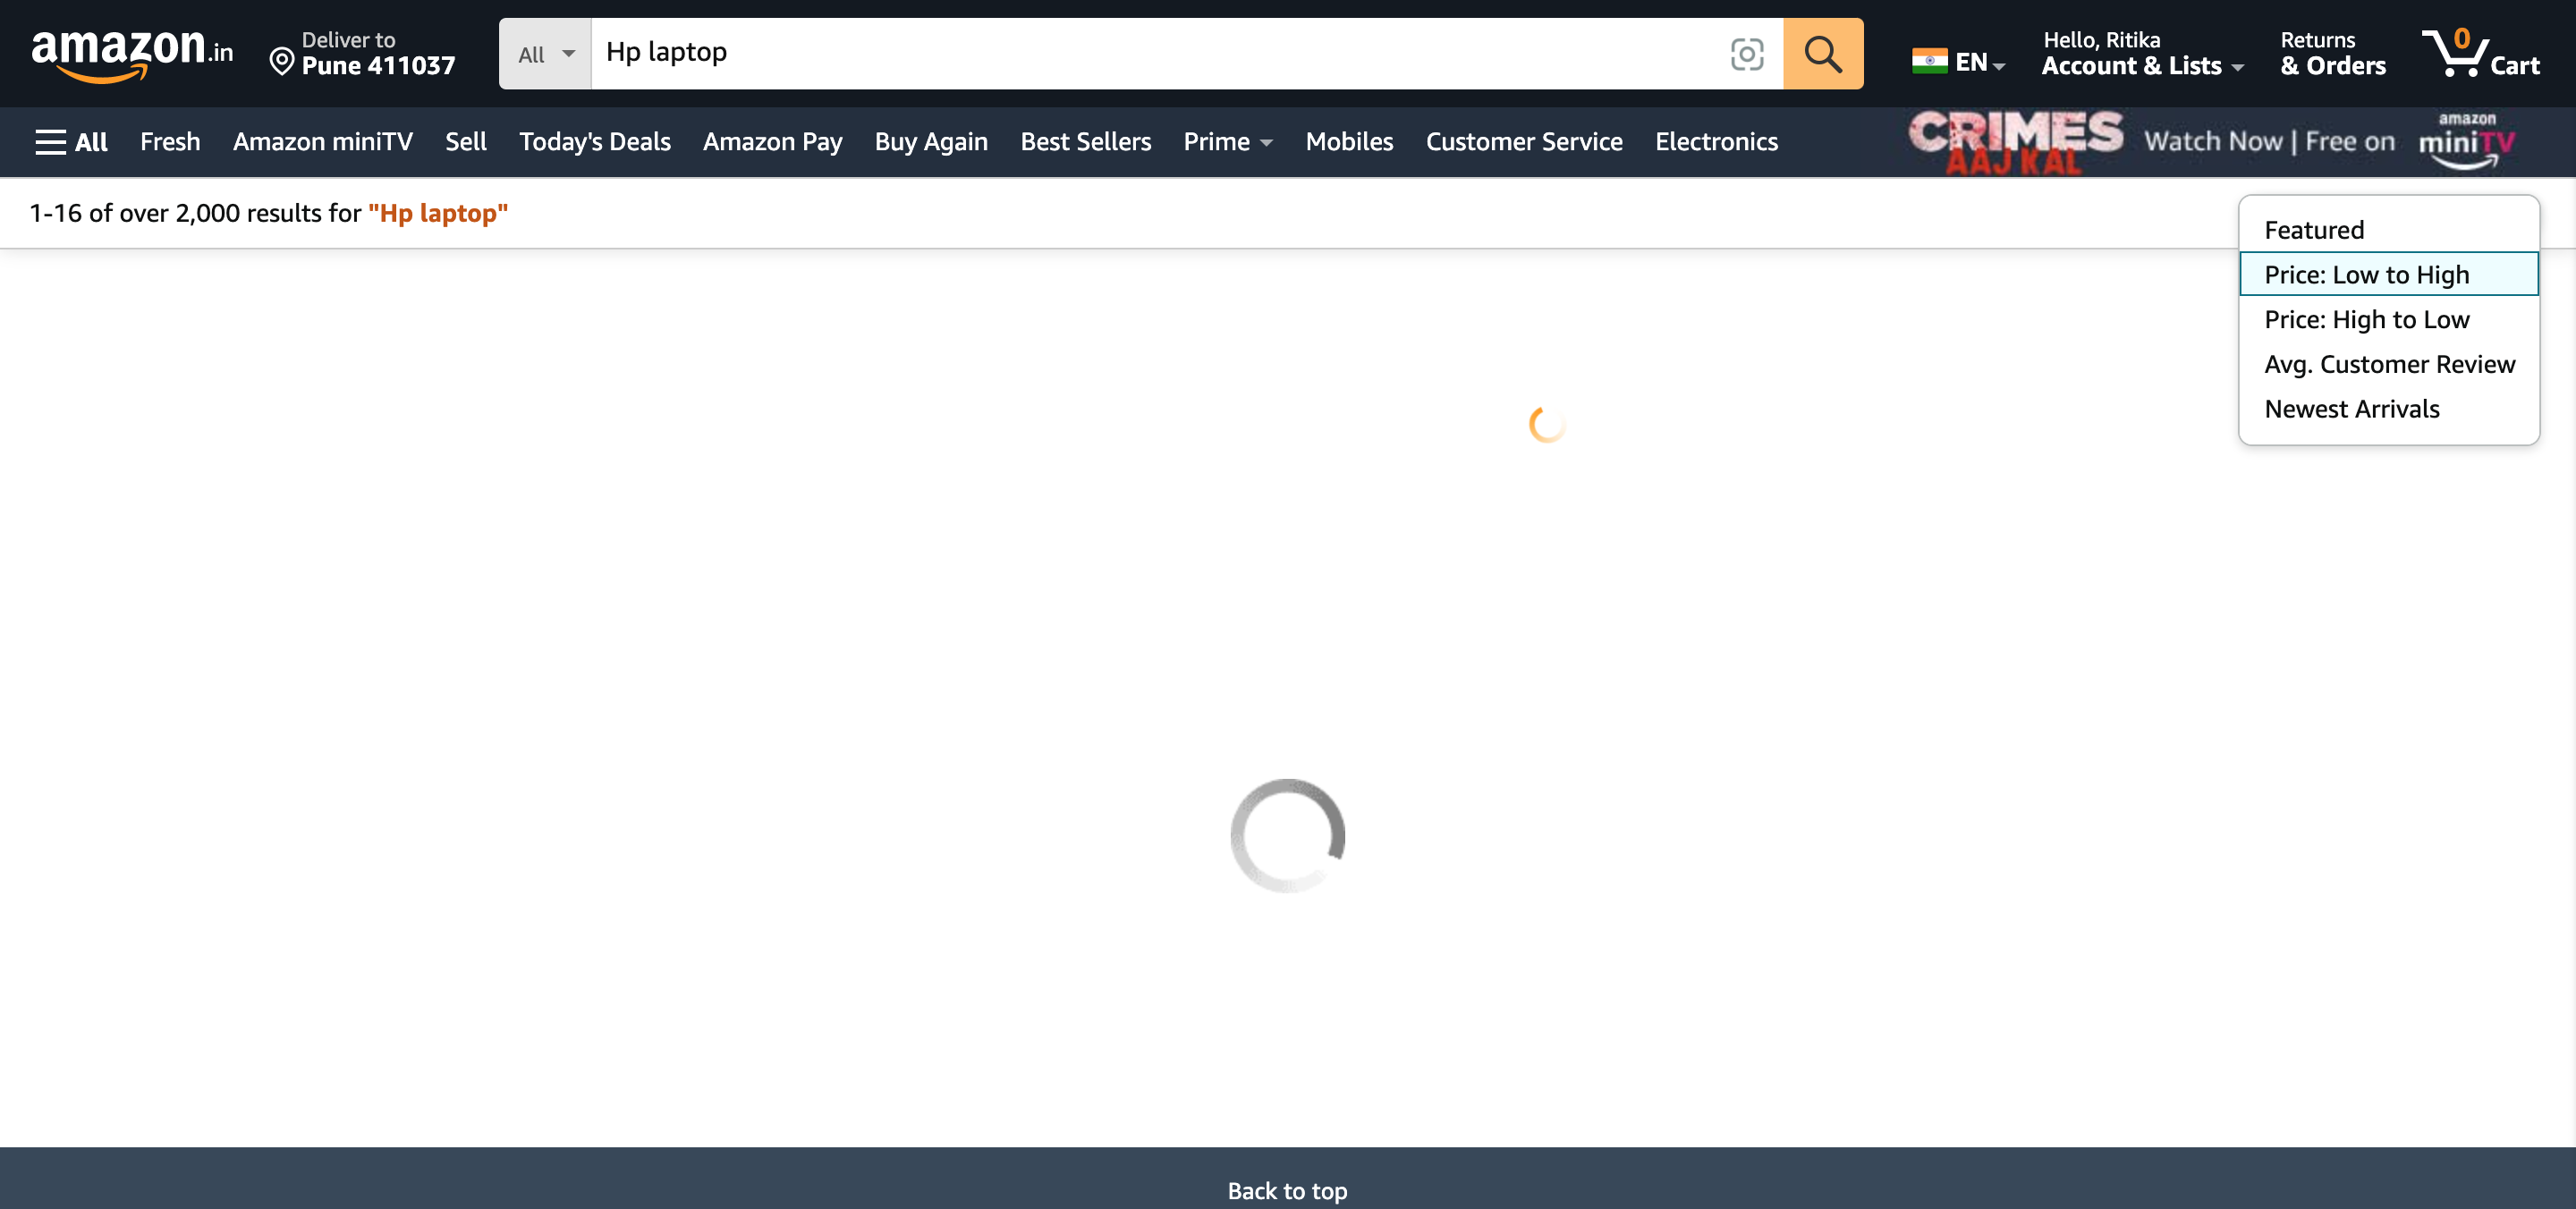 amazon.in
Deliver to
Pune 411037
All
Hp laptop
EN
Hello, Ritika
Account & Lists
Returns
& Orders
0
Cart
All
Fresh
Amazon miniTV
Sell
Today's Deals
Amazon Pay
Buy Again
Best Sellers
Prime
Mobiles
Customer Service
Electronics
CRIMES
AAJ KAL
Watch Now | Free on
amazon
miniTV
1-16 of over 2,000 results for "Hp laptop"
Featured
Price: Low to High
Price: High to Low
Avg. Customer Review
Newest Arrivals
Back to top